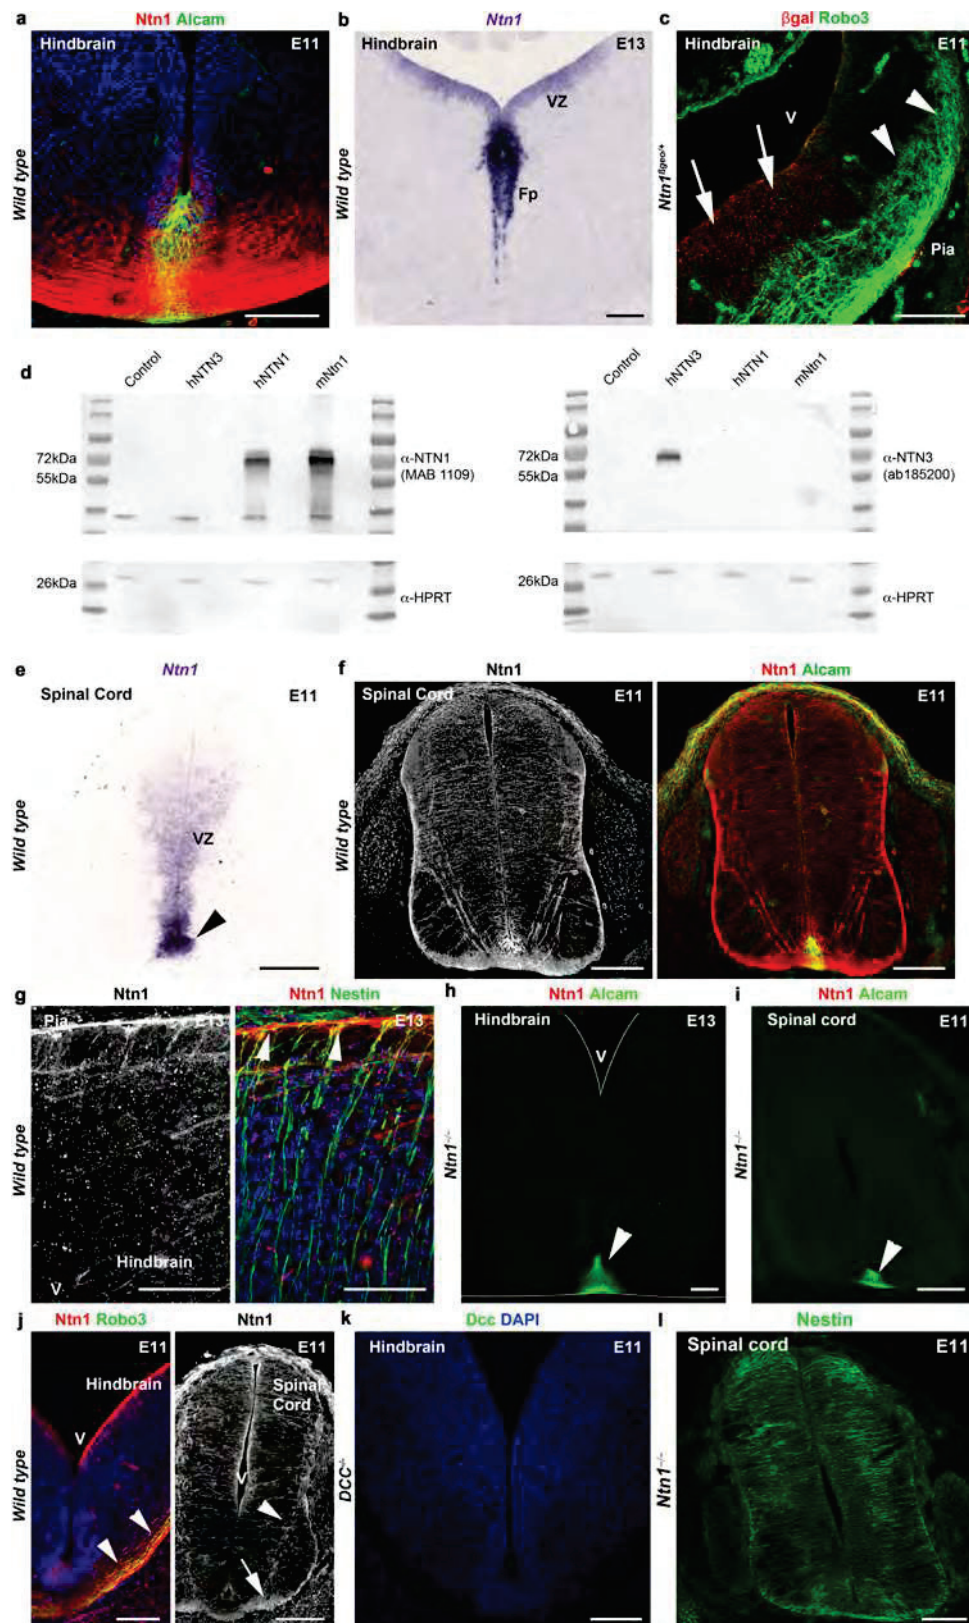 a
Ntn1 Alcam
Hindbrain
E11
Wild type
b
Ntn1
Hindbrain
E13
VZ
Fp
Wild type
c
βgal Robo3
Hindbrain
E11
V
Pia
Ntn1βgeo/+
d
Control
hNTN3
hNTN1
mNtn1
72kDa
55kDa
α-NTN1
(MAB 1109)
26kDa
α-HPRT
Control
hNTN3
hNTN1
mNtn1
72kDa
55kDa
α-NTN3
(ab185200)
26kDa
α-HPRT
e
Ntn1
Spinal Cord
E11
VZ
Wild type
f
Ntn1
Spinal Cord
E11
Wild type
Ntn1 Alcam
E11
g
Ntn1
Pia
E13
Hindbrain
V
Wild type
Ntn1 Nestin
E13
h
Ntn1 Alcam
Hindbrain
E13
V
Ntn1-/-
i
Ntn1 Alcam
Spinal cord
E11
Ntn1-/-
j
Ntn1 Robo3
E11
Hindbrain
V
Wild type
Ntn1
E11
Spinal
Cord
V
k
Dcc DAPI
Hindbrain
E11
DCC-/-
l
Nestin
Spinal cord
E11
Ntn1-/-